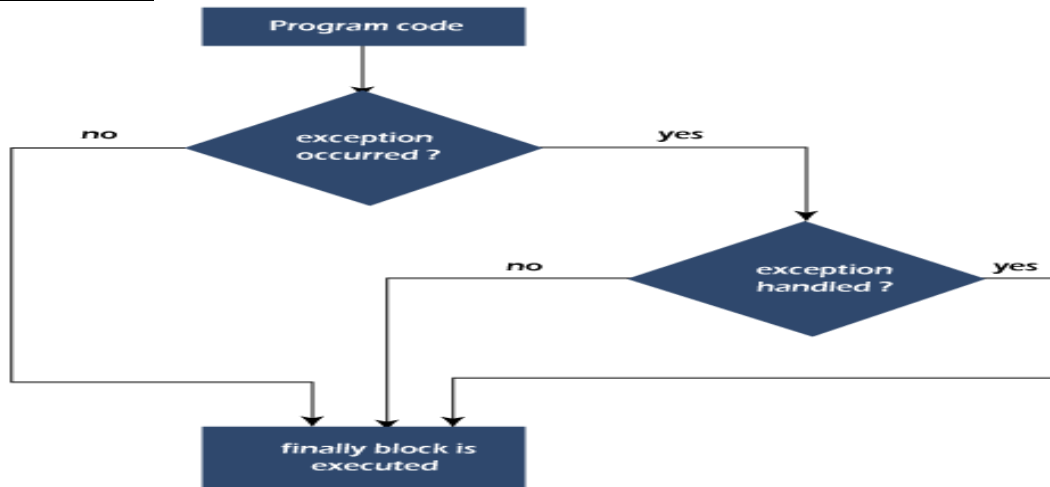 Program code
no
exception
occurred ?
yes
no
exception
handled ?
yes
finally block is
executed